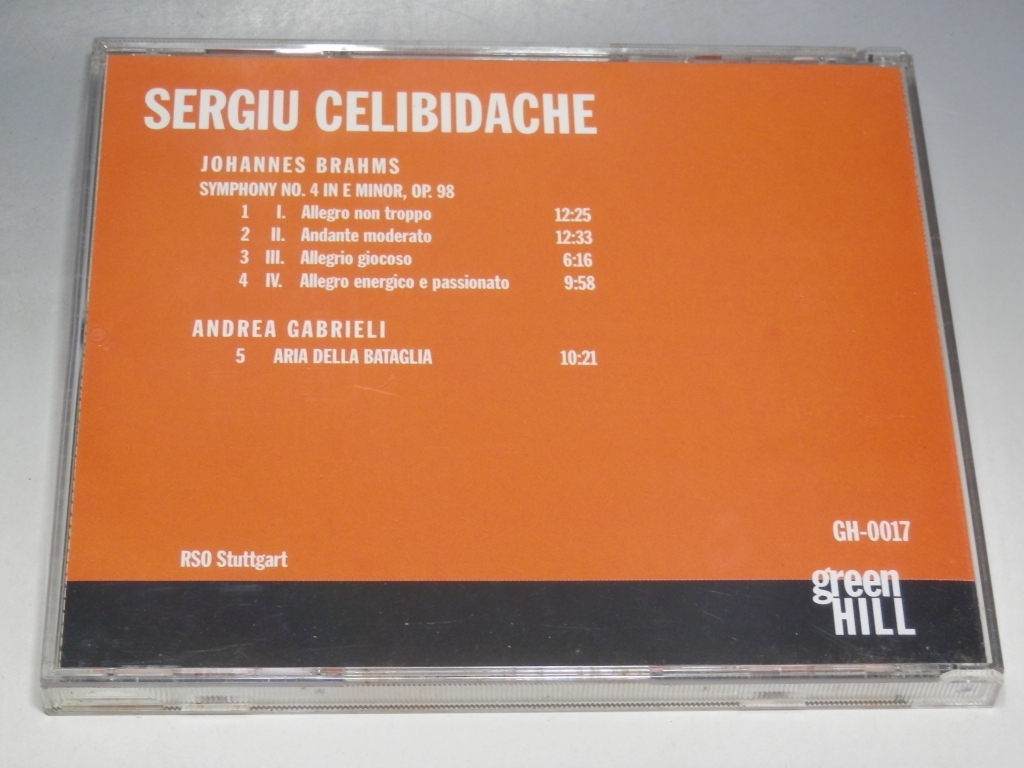 SERGIU CELIBIDACHE
JOHANNES BRAHMS
SYMPHONY NO. 4 IN E MINOR, OP. 98
1 I. Allegro non troppo 12:25
2 II. Andante moderato 12:33
3 III. Allegrio giocoso 6:16
4 IV. Allegro energico e passionato 9:58
ANDREA GABRIELI
5 ARIA DELLA BATAGLIA 10:21
GH-0017
RSO Stuttgart
green
HILL